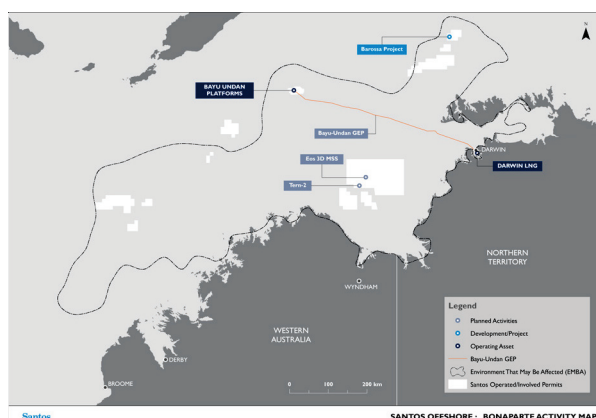 N
Barossa Project
BAYU UNDAN
PLATFORMS
Bayu-Undan GEP
DARWIN
DARWIN LNG
Eos 3D MSS
Tern-2
NORTHERN
TERRITORY
WYNDHAM
WESTERN
AUSTRALIA
DERBY
BROOME
0 100 200 km
Legend
Planned Activities
Development/Project
Operating Asset
Bayu-Undan GEP
Environment That May Be Affected (EMBA)
Santos Operated/Involved Permits
Santos
SANTOS OFFSHORE : BONAPARTE ACTIVITY MAP